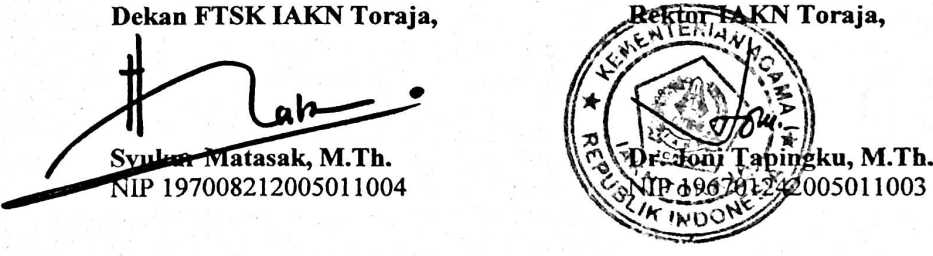 Dekan FTSK IAKN Toraja,
Syukur Matasak, M.Th.
NIP 197008212005011004
Rektor IAKN Toraja,
KEMENTERIAN AGAMA
REPUBLIK INDONESIA
Dr. Joni Tapingku, M.Th.
NIP 196701242005011003